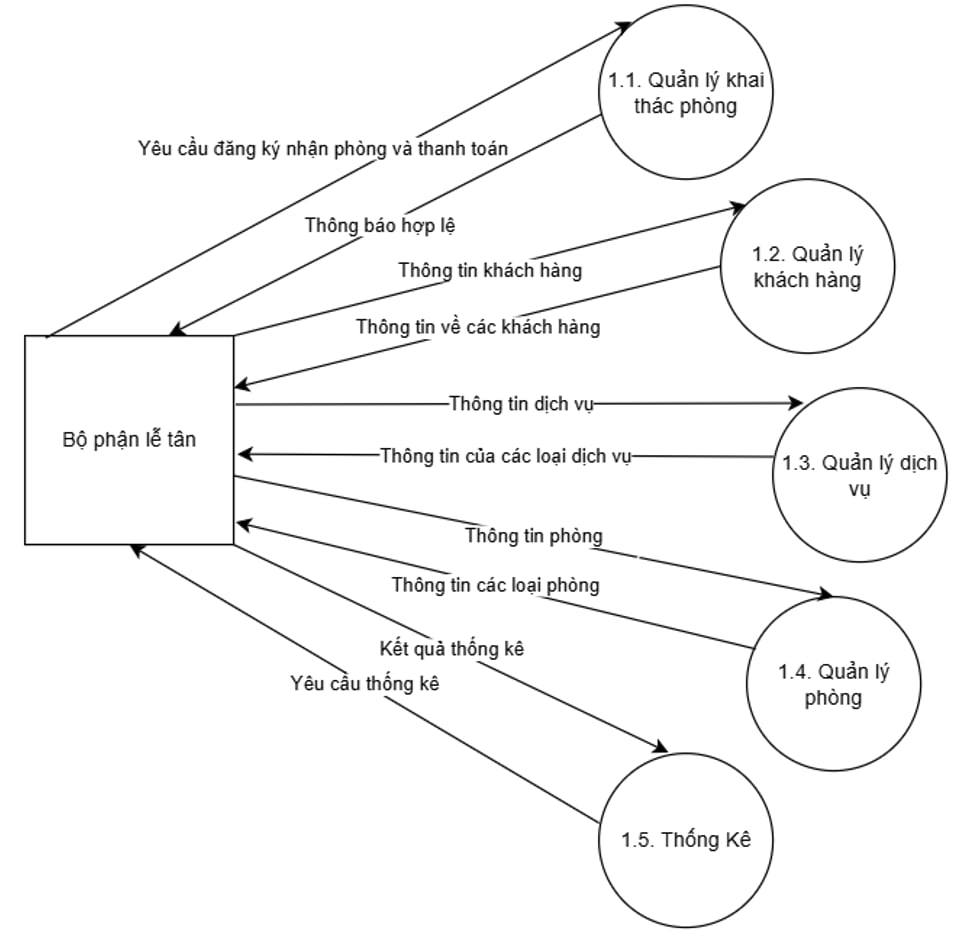 1.1. Quản lý khai
thác phòng
Yêu cầu đăng ký nhận phòng và thanh toán
Thông báo hợp lệ
1.2. Quản lý
khách hàng
Thông tin khách hàng
Thông tin về các khách hàng
Bộ phận lễ tân
Thông tin dịch vụ
Thông tin của các loại dịch vụ
1.3. Quản lý dịch
vụ
Thông tin phòng
Thông tin các loại phòng
1.4. Quản lý
phòng
Kết quả thống kê
Yêu cầu thống kê
1.5. Thống Kê